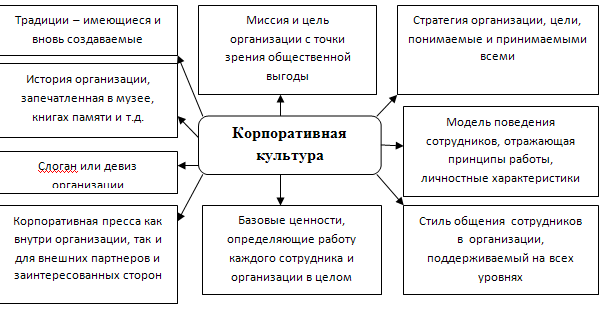 Традиции – имеющиеся и
вновь создаваемые
Миссия и цель
организации с точки
зрения общественной
выгоды
Стратегия организации, цели,
понимаемые и принимаемыми
всеми
История организации,
запечатленная в музее,
книгах памяти и т.д.
Корпоративная
культура
Модель поведения
сотрудников, отражающая
принципы работы,
личностные характеристики
Слоган или девиз
организации
Корпоративная пресса как
внутри организации, так и
для внешних партнеров и
заинтересованных сторон
Базовые ценности,
определяющие работу
каждого сотрудника и
организации в целом
Стиль общения сотрудников
в организации,
поддерживаемый на всех
уровнях